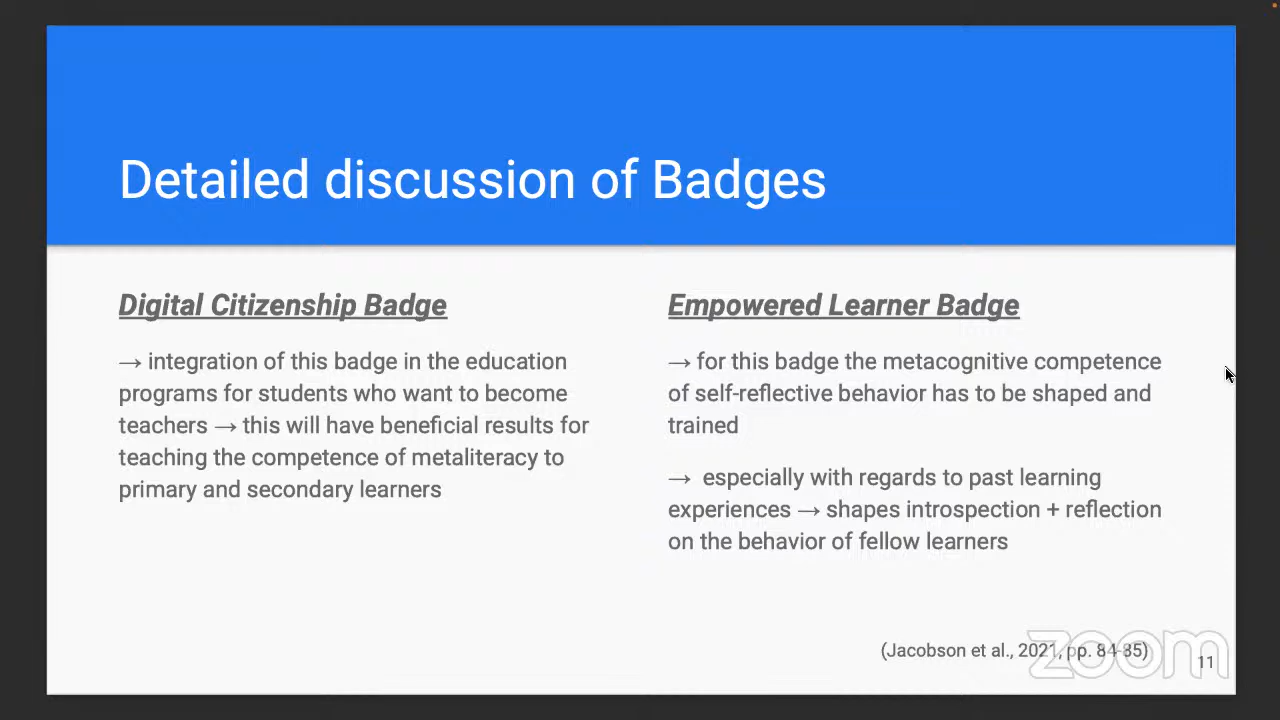 Detailed discussion of Badges
Digital Citizenship Badge
→ integration of this badge in the education
programs for students who want to become
teachers → this will have beneficial results for
teaching the competence of metaliteracy to
primary and secondary learners
Empowered Learner Badge
→ for this badge the metacognitive competence
of self-reflective behavior has to be shaped and
trained
→ especially with regards to past learning
experiences → shapes introspection + reflection
on the behavior of fellow learners
(Jacobson et al., 2021, pp. 84-85)
zoom
11